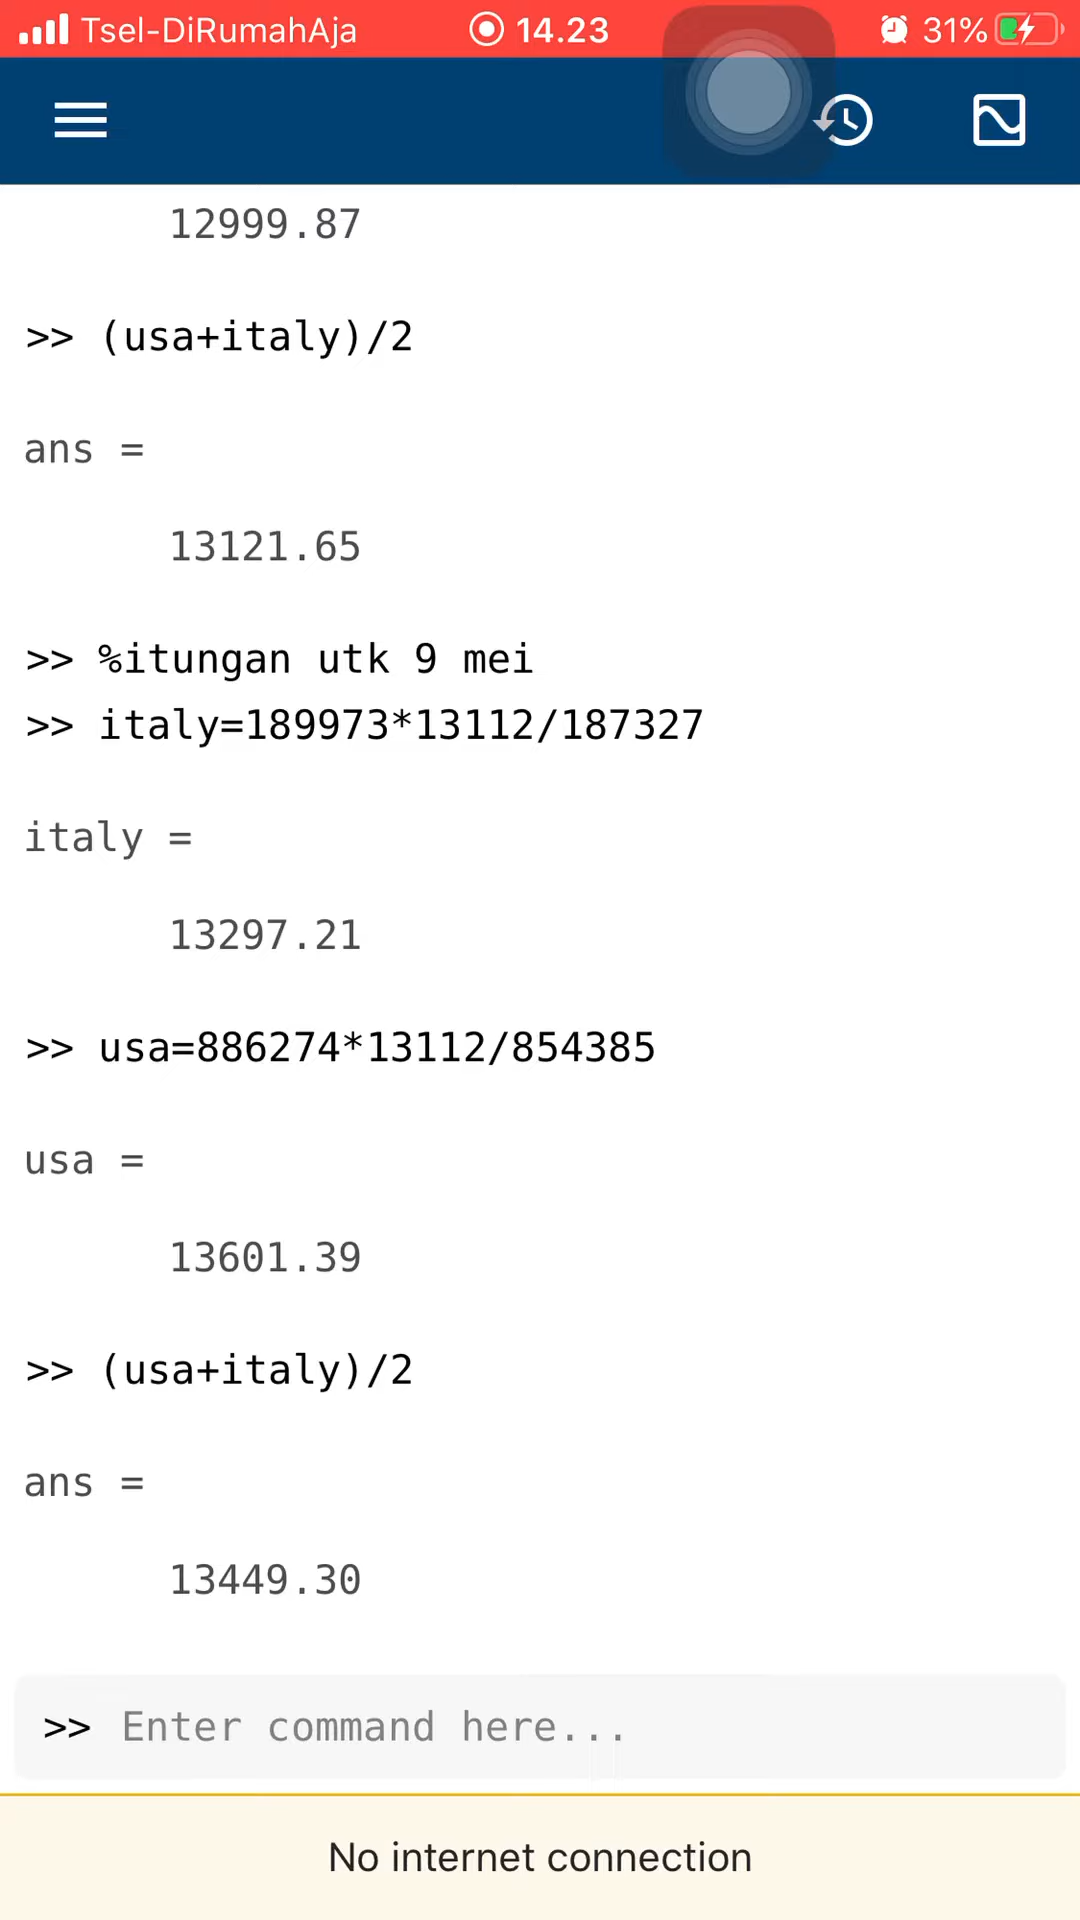 Tsel-DiRumahAja 14.23 31%
12999.87
>> (usa+italy)/2
ans =
13121.65
>> %itungan utk 9 mei
>> italy=189973*13112/187327
italy =
13297.21
>> usa=886274*13112/854385
usa =
13601.39
>> (usa+italy)/2
ans =
13449.30
>> Enter command here...
No internet connection